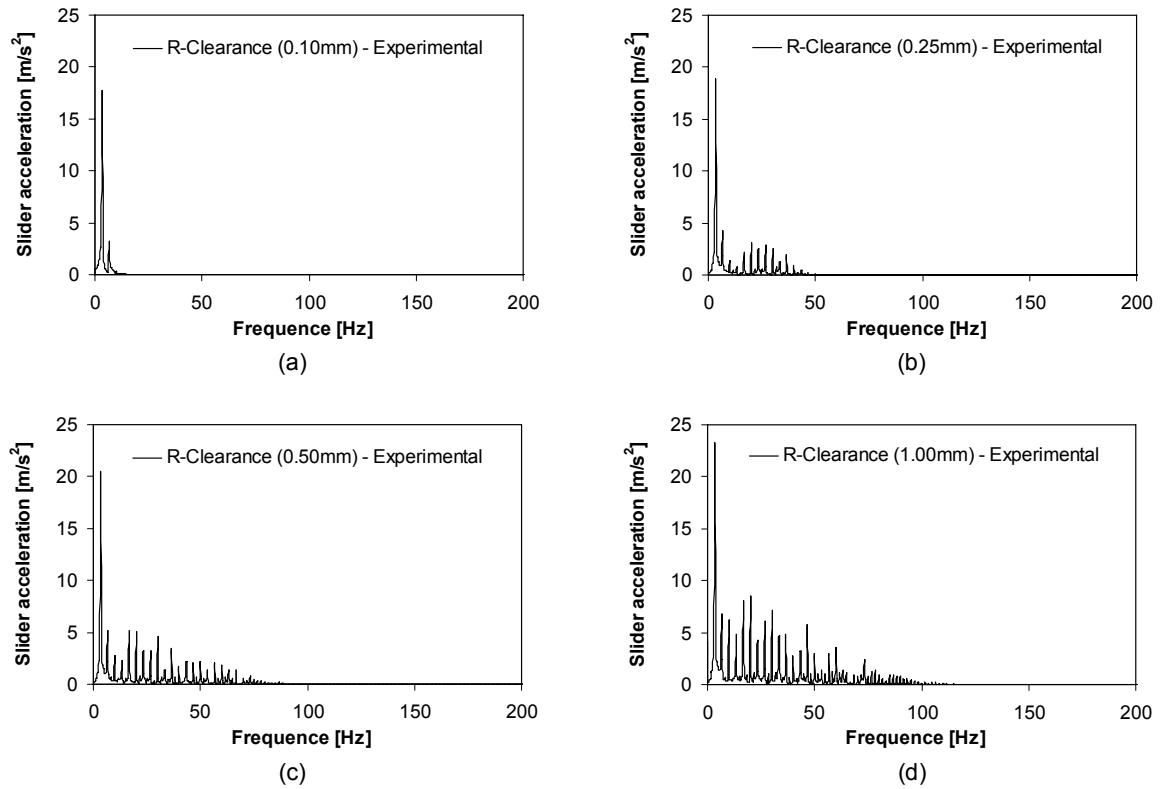 25
20
15
10
5
0
Slider acceleration [m/s²]
R-Clearance (0.10mm) - Experimental
0 50 100 150 200
Frequence [Hz]
(a)
25
20
15
10
5
0
Slider acceleration [m/s²]
R-Clearance (0.25mm) - Experimental
0 50 100 150 200
Frequence [Hz]
(b)
25
20
15
10
5
0
Slider acceleration [m/s²]
R-Clearance (0.50mm) - Experimental
0 50 100 150 200
Frequence [Hz]
(c)
25
20
15
10
5
0
Slider acceleration [m/s²]
R-Clearance (1.00mm) - Experimental
0 50 100 150 200
Frequence [Hz]
(d)